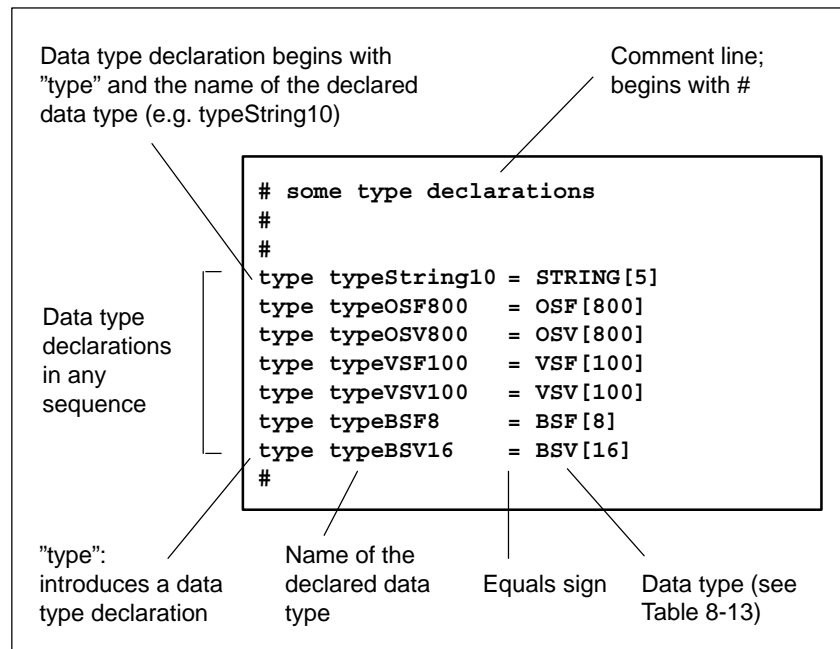 Data type declaration begins with
”type” and the name of the declared
data type (e.g. typeString10)
Comment line;
begins with #
# some type declarations
#
#
type typeString10 = STRING[5]
type typeOSF800 = OSF[800]
type typeOSV800 = OSV[800]
type typeVSF100 = VSF[100]
type typeVSV100 = VSV[100]
type typeBSF8 = BSF[8]
type typeBSV16 = BSV[16]
#
Data type
declarations
in any
sequence
”type”:
introduces a data
type declaration
Name of the
declared data
type
Equals sign
Data type (see
Table 8-13)